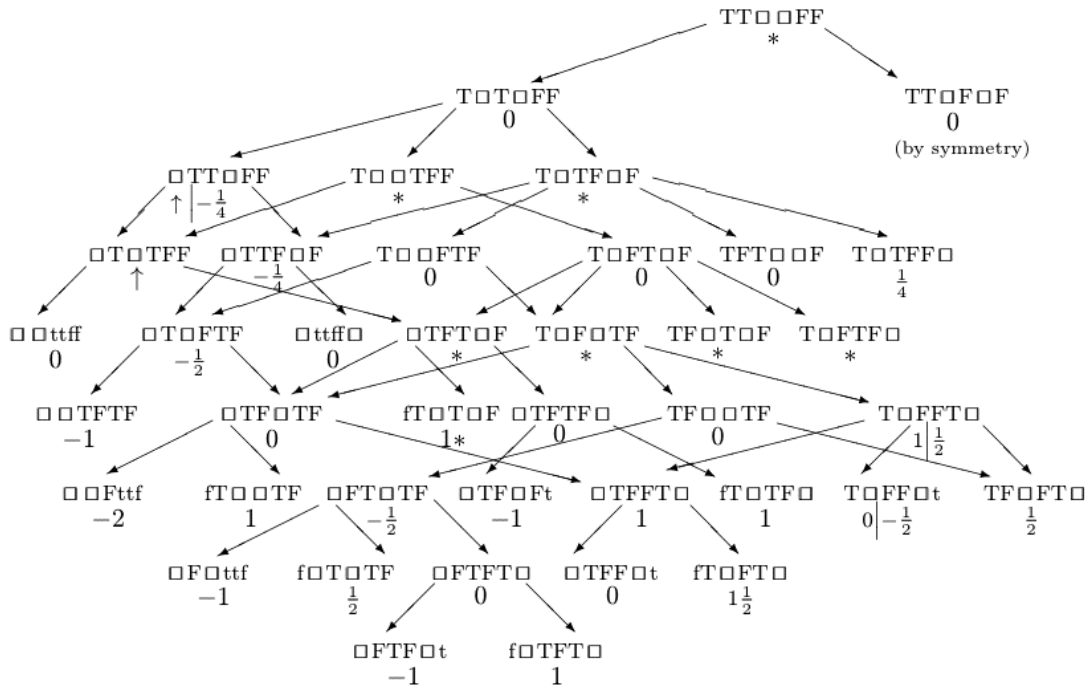 TT□□FF
*
T□T□FF TT□F□F
0 0
(by symmetry)
□TT□FF T□□TFF T□TF□F
↑|−1/4 * *
□T□TFF □TTF□F T□□FTF T□FT□F TFT□□F T□TFF□
↑ −1/4 0 0 0 1/4
□□ttff □T□FTF □ttff□ □TFT□F T□F□TF TF□T□F T□FTF□
0 −1/2 0 * * * *
□□TFTF □TF□TF fT□T□F □TFTF□ TF□□TF T□FFT□
−1 0 1* 0 0 1|1/2
□□Fttf fT□□TF □FT□TF □TF□Ft □TFFT□ fT□TF□ T□FF□t TF□FT□
−2 1 −1/2 −1 1 1 0|−1/2 1/2
□F□ttf f□T□TF □FTFT□ □TFF□t fT□FT□
−1 1/2 0 0 1 1/2
□FTF□t f□TFT□
−1 1